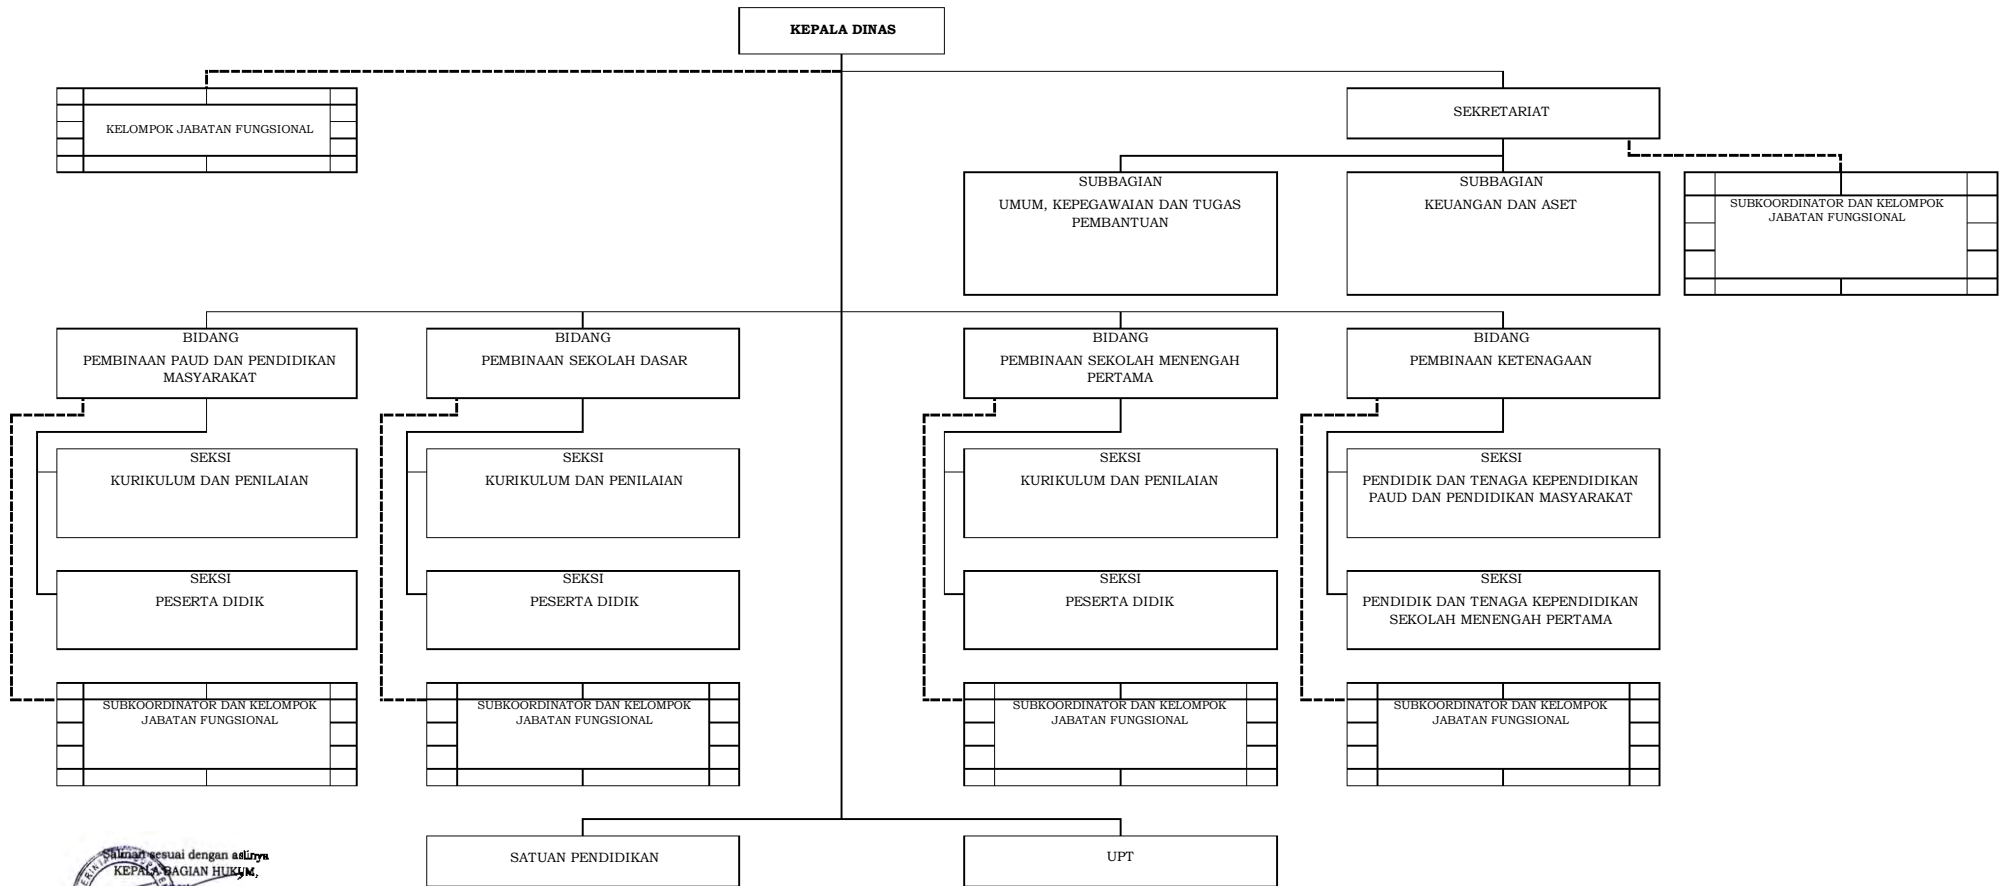 KEPALA DINAS
KELOMPOK JABATAN FUNGSIONAL
SEKRETARIAT
SUBBAGIAN
UMUM, KEPEGAWAIAN DAN TUGAS
PEMBANTUAN
SUBBAGIAN
KEUANGAN DAN ASET
SUBKOORDINATOR DAN KELOMPOK
JABATAN FUNGSIONAL
BIDANG
PEMBINAAN PAUD DAN PENDIDIKAN
MASYARAKAT
BIDANG
PEMBINAAN SEKOLAH DASAR
BIDANG
PEMBINAAN SEKOLAH MENENGAH
PERTAMA
BIDANG
PEMBINAAN KETENAGAAN
SEKSI
KURIKULUM DAN PENILAIAN
SEKSI
KURIKULUM DAN PENILAIAN
SEKSI
KURIKULUM DAN PENILAIAN
SEKSI
PENDIDIK DAN TENAGA KEPENDIDIKAN
PAUD DAN PENDIDIKAN MASYARAKAT
SEKSI
PESERTA DIDIK
SEKSI
PESERTA DIDIK
SEKSI
PESERTA DIDIK
SEKSI
PENDIDIK DAN TENAGA KEPENDIDIKAN
SEKOLAH MENENGAH PERTAMA
SUBKOORDINATOR DAN KELOMPOK
JABATAN FUNGSIONAL
SUBKOORDINATOR DAN KELOMPOK
JABATAN FUNGSIONAL
SUBKOORDINATOR DAN KELOMPOK
JABATAN FUNGSIONAL
SUBKOORDINATOR DAN KELOMPOK
JABATAN FUNGSIONAL
SATUAN PENDIDIKAN
UPT
Salinan sesuai dengan aslinya
KEPALA BAGIAN HUKUM,